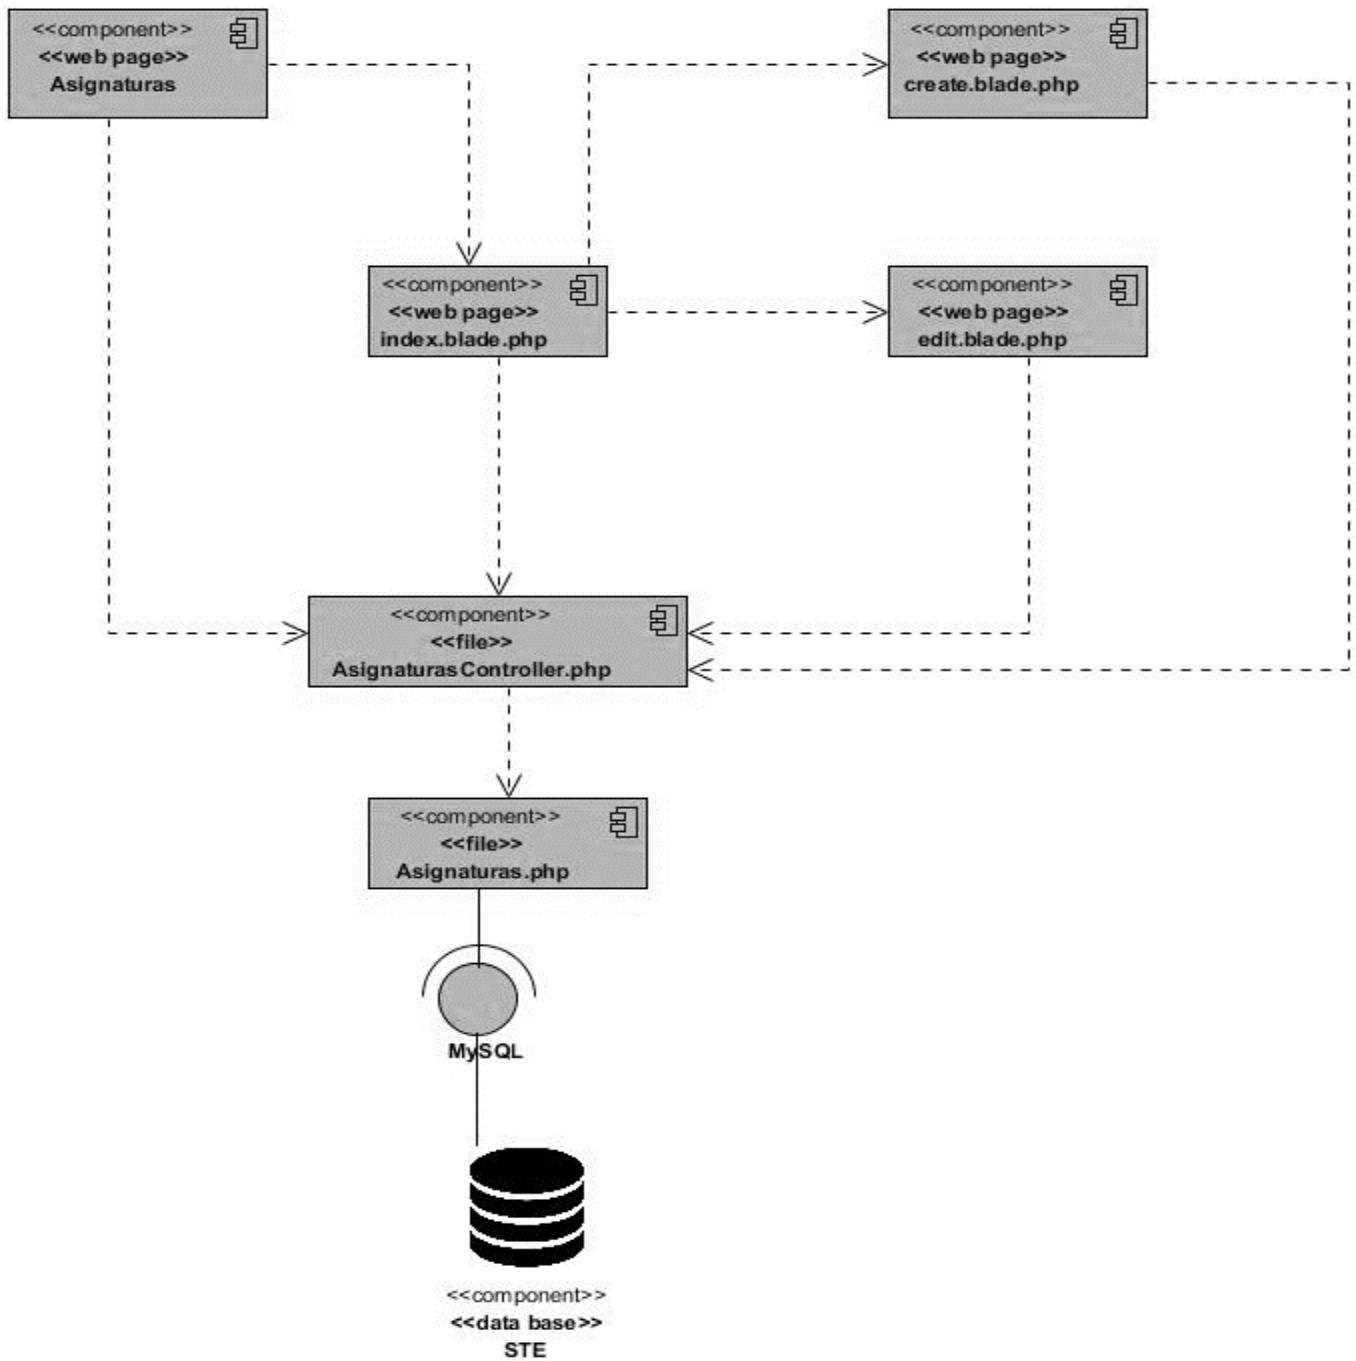 <<component>>
<<web page>>
Asignaturas
<<component>>
<<web page>>
create.blade.php
<<component>>
<<web page>>
index.blade.php
<<component>>
<<web page>>
edit.blade.php
<<component>>
<<file>>
AsignaturasController.php
<<component>>
<<file>>
Asignaturas.php
MySQL
<<component>>
<<data base>>
STE